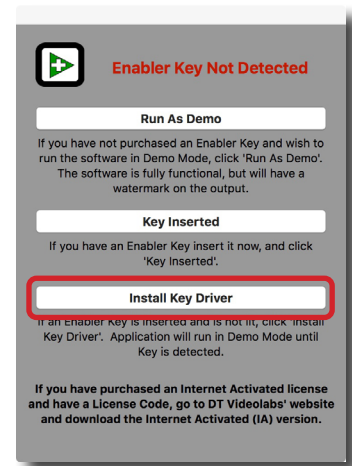 Enabler Key Not Detected
Run As Demo
If you have not purchased an Enabler Key and wish to
run the software in Demo Mode, click 'Run As Demo'.
The software is fully functional, but will have a
watermark on the output.
Key Inserted
If you have an Enabler Key insert it now, and click
'Key Inserted'.
Install Key Driver
If an Enabler Key is inserted and is not lit, click 'Install
Key Driver'. Application will run in Demo Mode until
Key is detected.
If you have purchased an Internet Activated license
and have a License Code, go to DT Videolabs' website
and download the Internet Activated (IA) version.